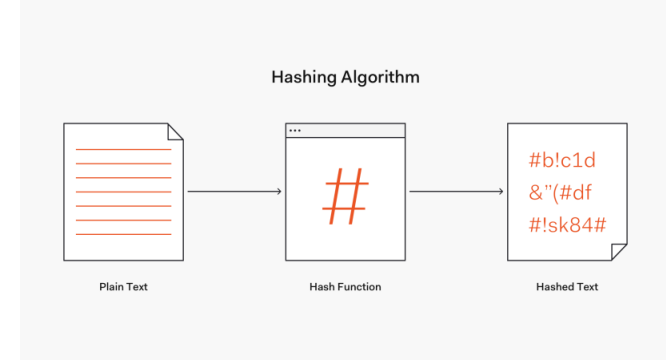 Hashing Algorithm
#
#b!c1d
&”(#df
#!sk84#
Plain Text
Hash Function
Hashed Text